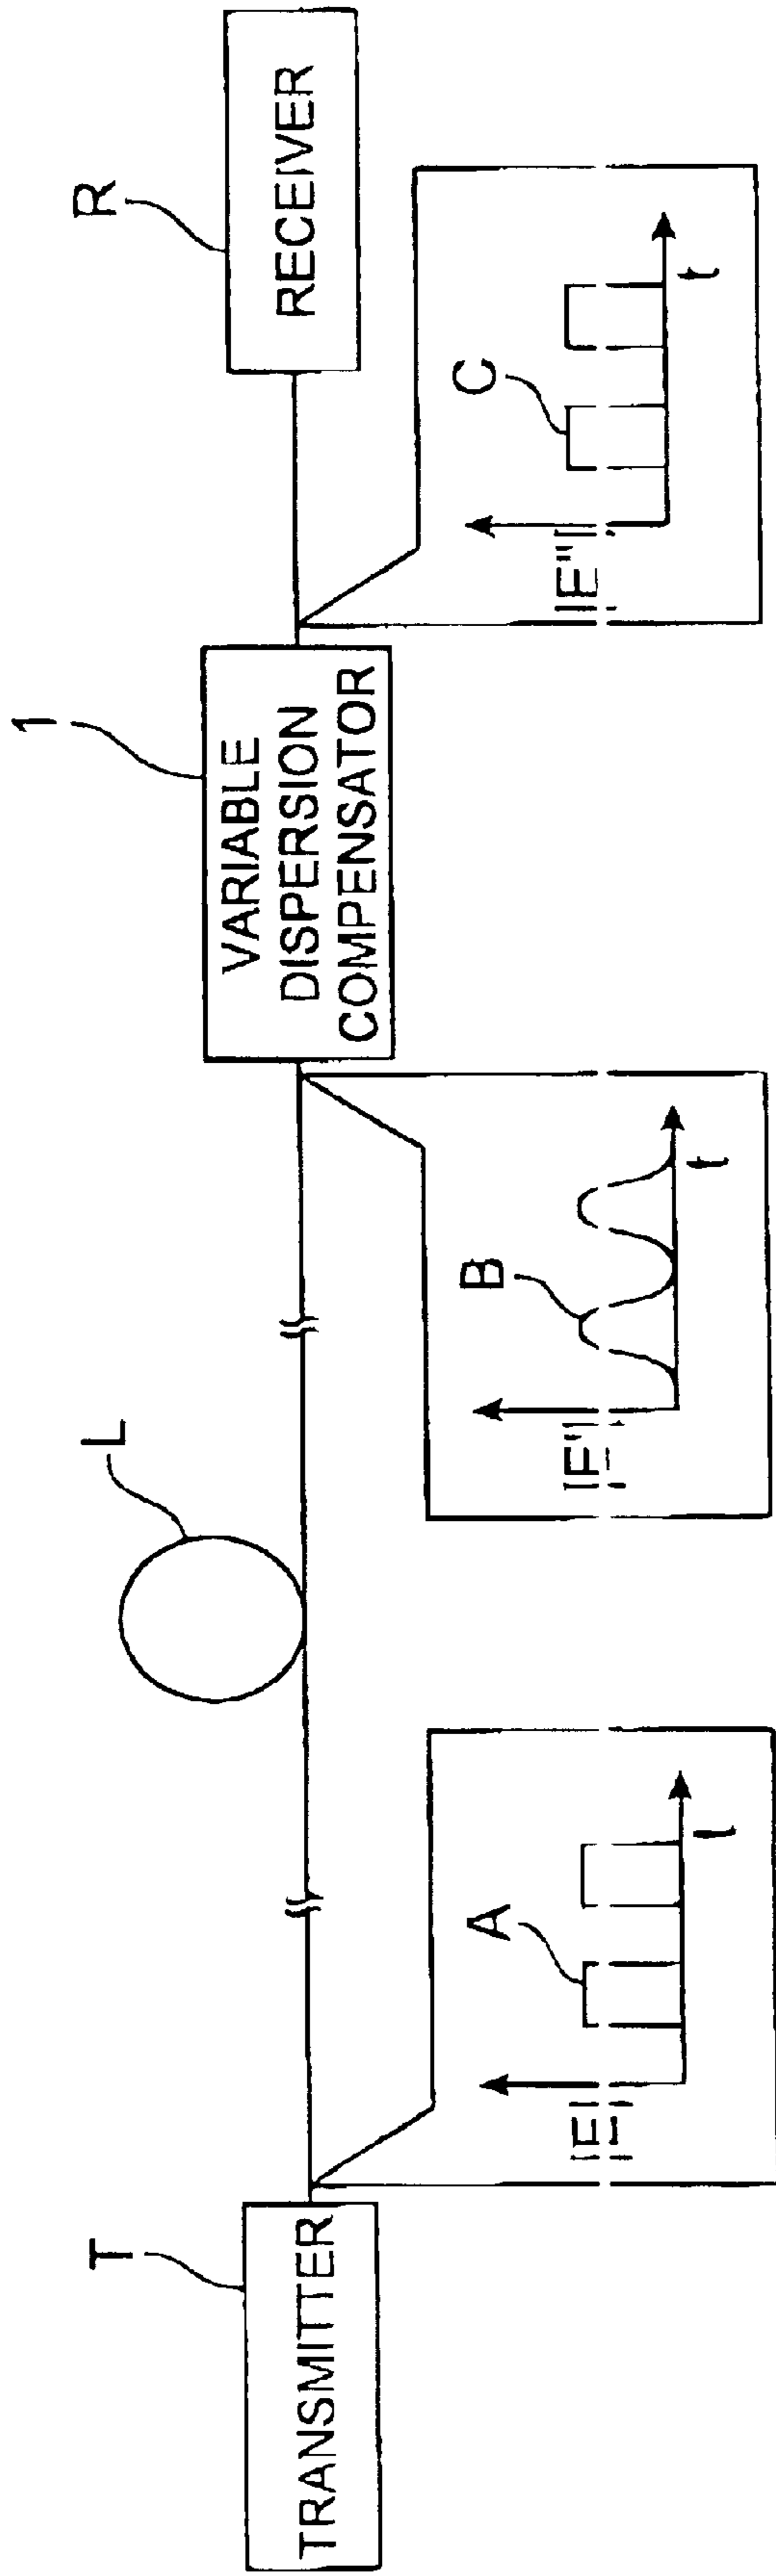 T
TRANSMITTER
L
1
VARIABLE
DISPERSION
COMPENSATOR
R
RECEIVER
|E|
A
t
|E'|
B
t
|E"|
C
t